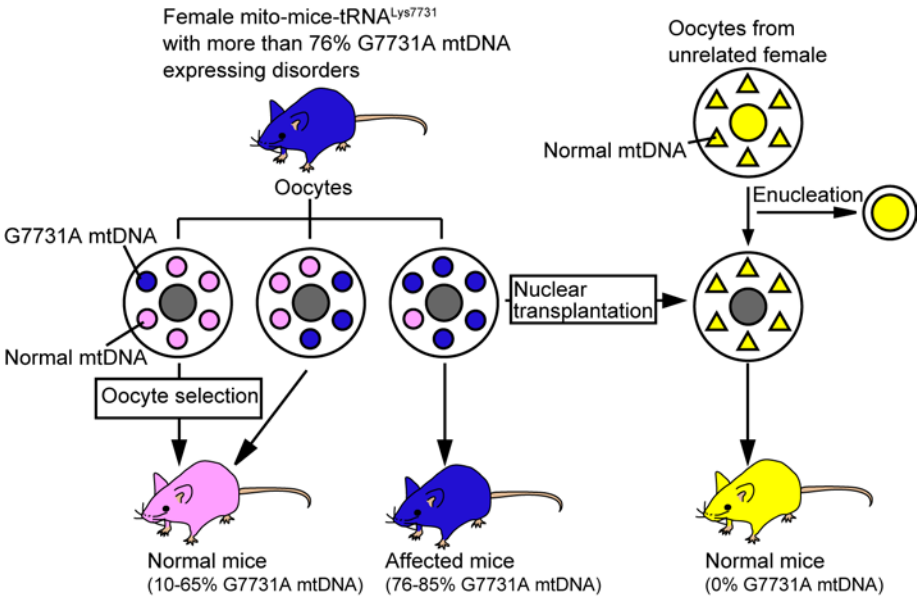 Female mito-mice-tRNALys7731
with more than 76% G7731A mtDNA
expressing disorders
Oocytes from
unrelated female
Normal mtDNA
Oocytes
Enucleation
G7731A mtDNA
Nuclear
transplantation
Normal mtDNA
Oocyte selection
Normal mice
(10-65% G7731A mtDNA)
Affected mice
(76-85% G7731A mtDNA)
Normal mice
(0% G7731A mtDNA)